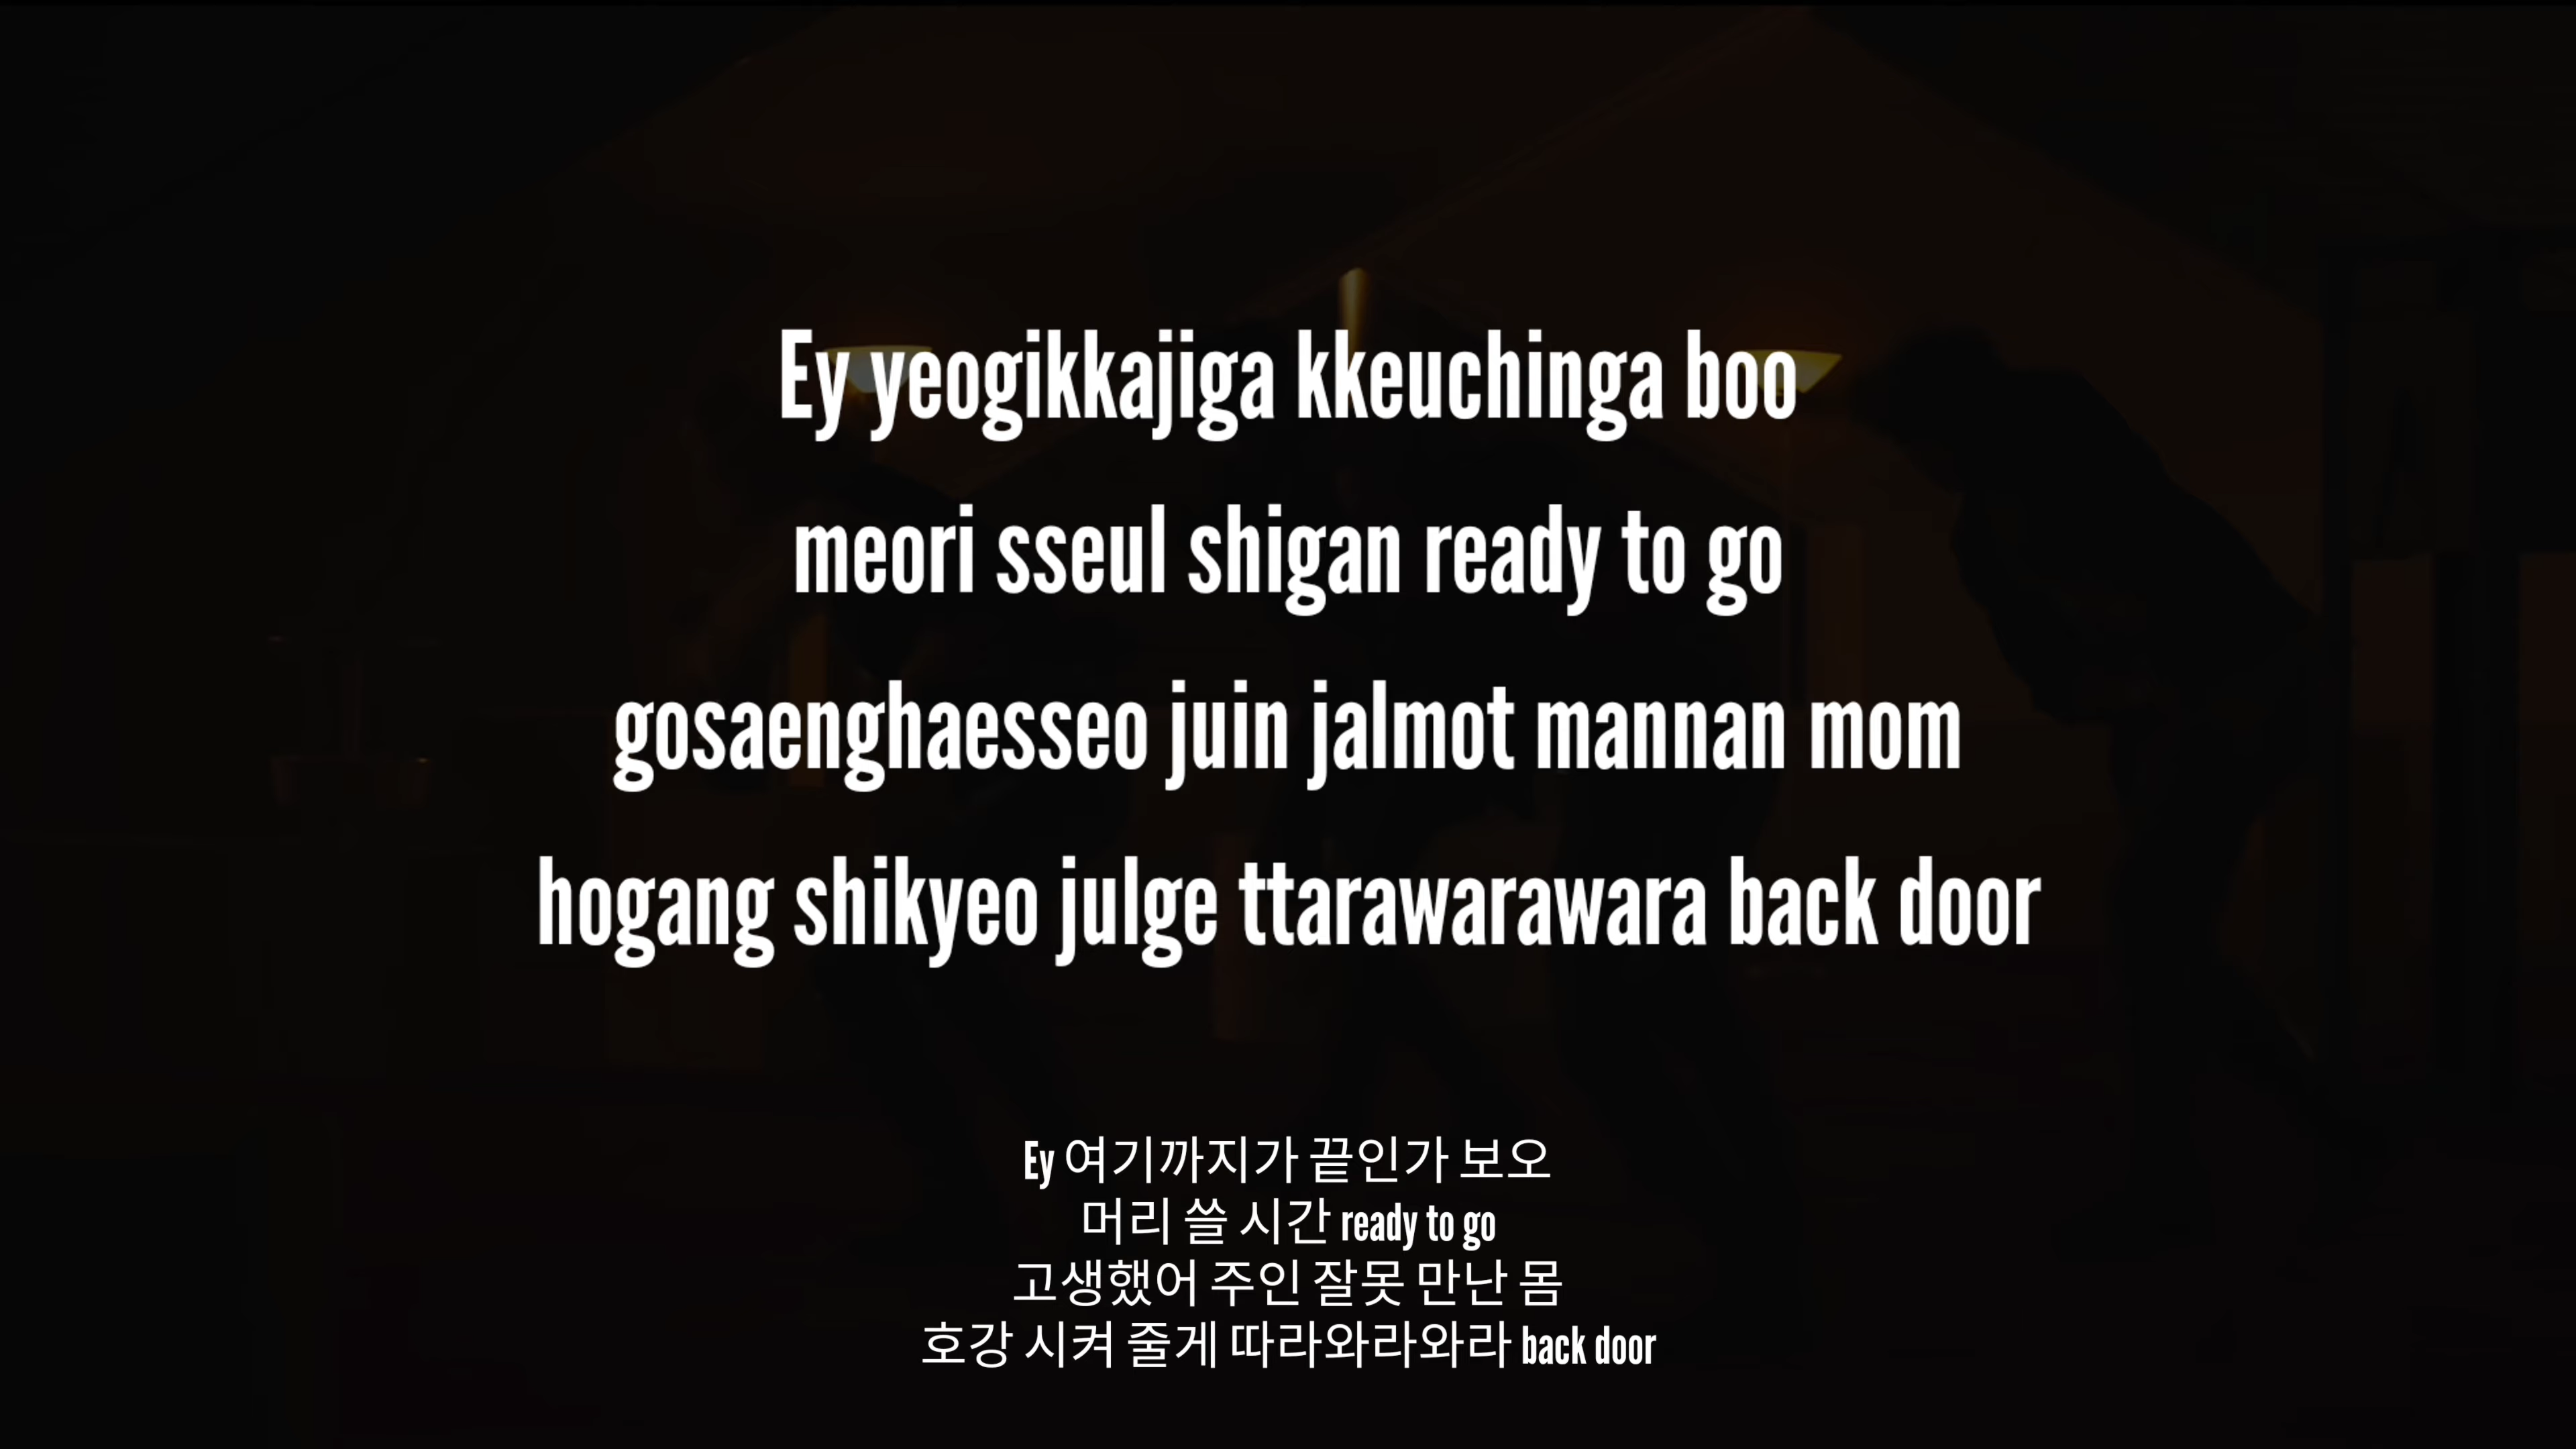 Ey yeogikkajiga kkeuchinga boo
meori sseul shigan ready to go
gosaenghaesseo juin jalmot mannan mom
hogang shikyeo julge ttarawarawara back door
Ey 여기까지가 끝인가 보오
머리 쓸 시간 ready to go
고생했어 주인 잘못 만난 몸
호강 시켜 줄게 따라와라와라 back door